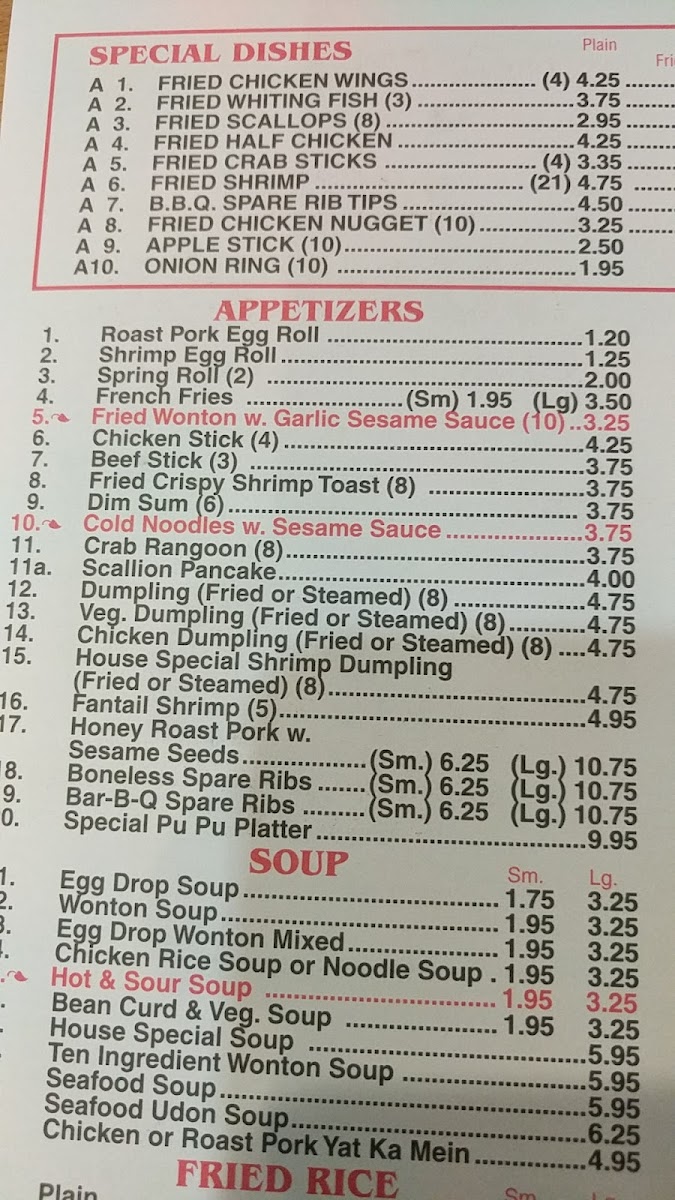 SPECIAL DISHES Plain
A 1. FRIED CHICKEN WINGS (4) 4.25
A 2. FRIED WHITING FISH (3) 3.75
A 3. FRIED SCALLOPS (8) 2.95
A 4. FRIED HALF CHICKEN 4.25
A 5. FRIED CRAB STICKS (4) 3.35
A 6. FRIED SHRIMP (21) 4.75
A 7. B.B.Q. SPARE RIB TIPS 4.50
A 8. FRIED CHICKEN NUGGET (10) 3.25
A 9. APPLE STICK (10) 2.50
A10. ONION RING (10) 1.95
APPETIZERS
1. Roast Pork Egg Roll 1.20
2. Shrimp Egg Roll 1.25
3. Spring Roll (2) 2.00
4. French Fries (Sm) 1.95 (Lg) 3.50
5. Fried Wonton w. Garlic Sesame Sauce (10) 3.25
6. Chicken Stick (4) 4.25
7. Beef Stick (3) 3.75
8. Fried Crispy Shrimp Toast (8) 3.75
9. Dim Sum (6) 3.75
10. Cold Noodles w. Sesame Sauce 3.75
11. Crab Rangoon (8) 3.75
11a. Scallion Pancake 4.00
12. Dumpling (Fried or Steamed) (8) 4.75
13. Veg. Dumpling (Fried or Steamed) (8) 4.75
14. Chicken Dumpling (Fried or Steamed) (8) 4.75
15. House Special Shrimp Dumpling
(Fried or Steamed) (8) 4.75
16. Fantail Shrimp (5) 4.95
17. Honey Roast Pork w.
Sesame Seeds (Sm.) 6.25 (Lg.) 10.75
8. Boneless Spare Ribs (Sm.) 6.25 (Lg.) 10.75
9. Bar-B-Q Spare Ribs (Sm.) 6.25 (Lg.) 10.75
0. Special Pu Pu Platter 9.95
SOUP Sm. Lg.
1. Egg Drop Soup 1.75 3.25
2. Wonton Soup 1.95 3.25
3. Egg Drop Wonton Mixed 1.95 3.25
Chicken Rice Soup or Noodle Soup 1.95 3.25
Hot & Sour Soup 1.95 3.25
Bean Curd & Veg. Soup 1.95 3.25
House Special Soup 5.95
Ten Ingredient Wonton Soup 5.95
Seafood Soup 5.95
Seafood Udon Soup 6.25
Chicken or Roast Pork Yat Ka Mein 4.95
FRIED RICE
Plain Sm